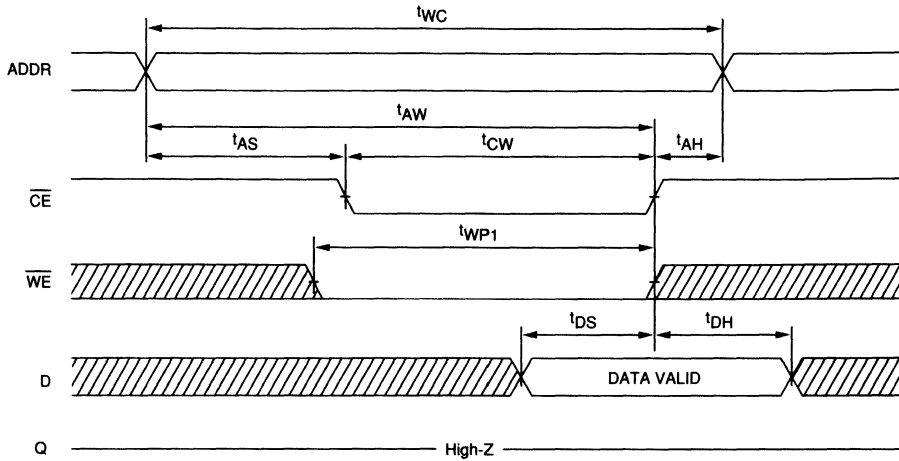 tWC
ADDR
tAW
tAS
tCW
tAH
CE
tWP1
WE
tDS
tDH
D
DATA VALID
Q
High-Z